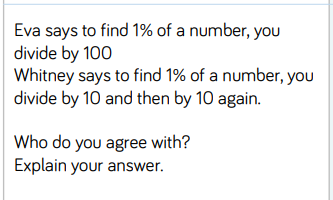 Eva says to find 1% of a number, you
divide by 100
Whitney says to find 1% of a number, you
divide by 10 and then by 10 again.
Who do you agree with?
Explain your answer.